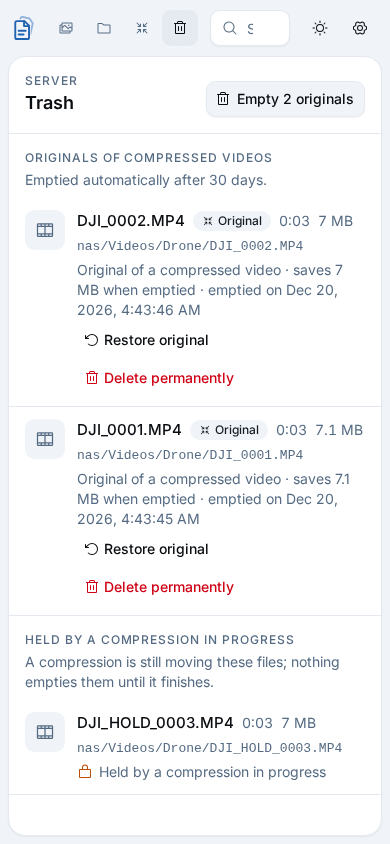 S
SERVER
Trash
Empty 2 originals
ORIGINALS OF COMPRESSED VIDEOS
Emptied automatically after 30 days.
DJI_0002.MP4 Original 0:03 7 MB
nas/Videos/Drone/DJI_0002.MP4
Original of a compressed video · saves 7
MB when emptied · emptied on Dec 20,
2026, 4:43:46 AM
Restore original
Delete permanently
DJI_0001.MP4 Original 0:03 7.1 MB
nas/Videos/Drone/DJI_0001.MP4
Original of a compressed video · saves 7.1
MB when emptied · emptied on Dec 20,
2026, 4:43:45 AM
Restore original
Delete permanently
HELD BY A COMPRESSION IN PROGRESS
A compression is still moving these files; nothing
empties them until it finishes.
DJI_HOLD_0003.MP4 0:03 7 MB
nas/Videos/Drone/DJI_HOLD_0003.MP4
Held by a compression in progress